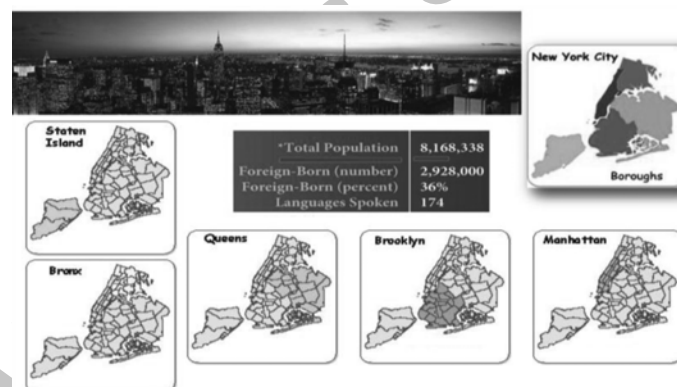 New York City
Boroughs
Staten
Island
*Total Population 8,168,338
Foreign-Born (number) 2,928,000
Foreign-Born (percent) 36%
Languages Spoken 174
Queens
Brooklyn
Manhattan
Bronx